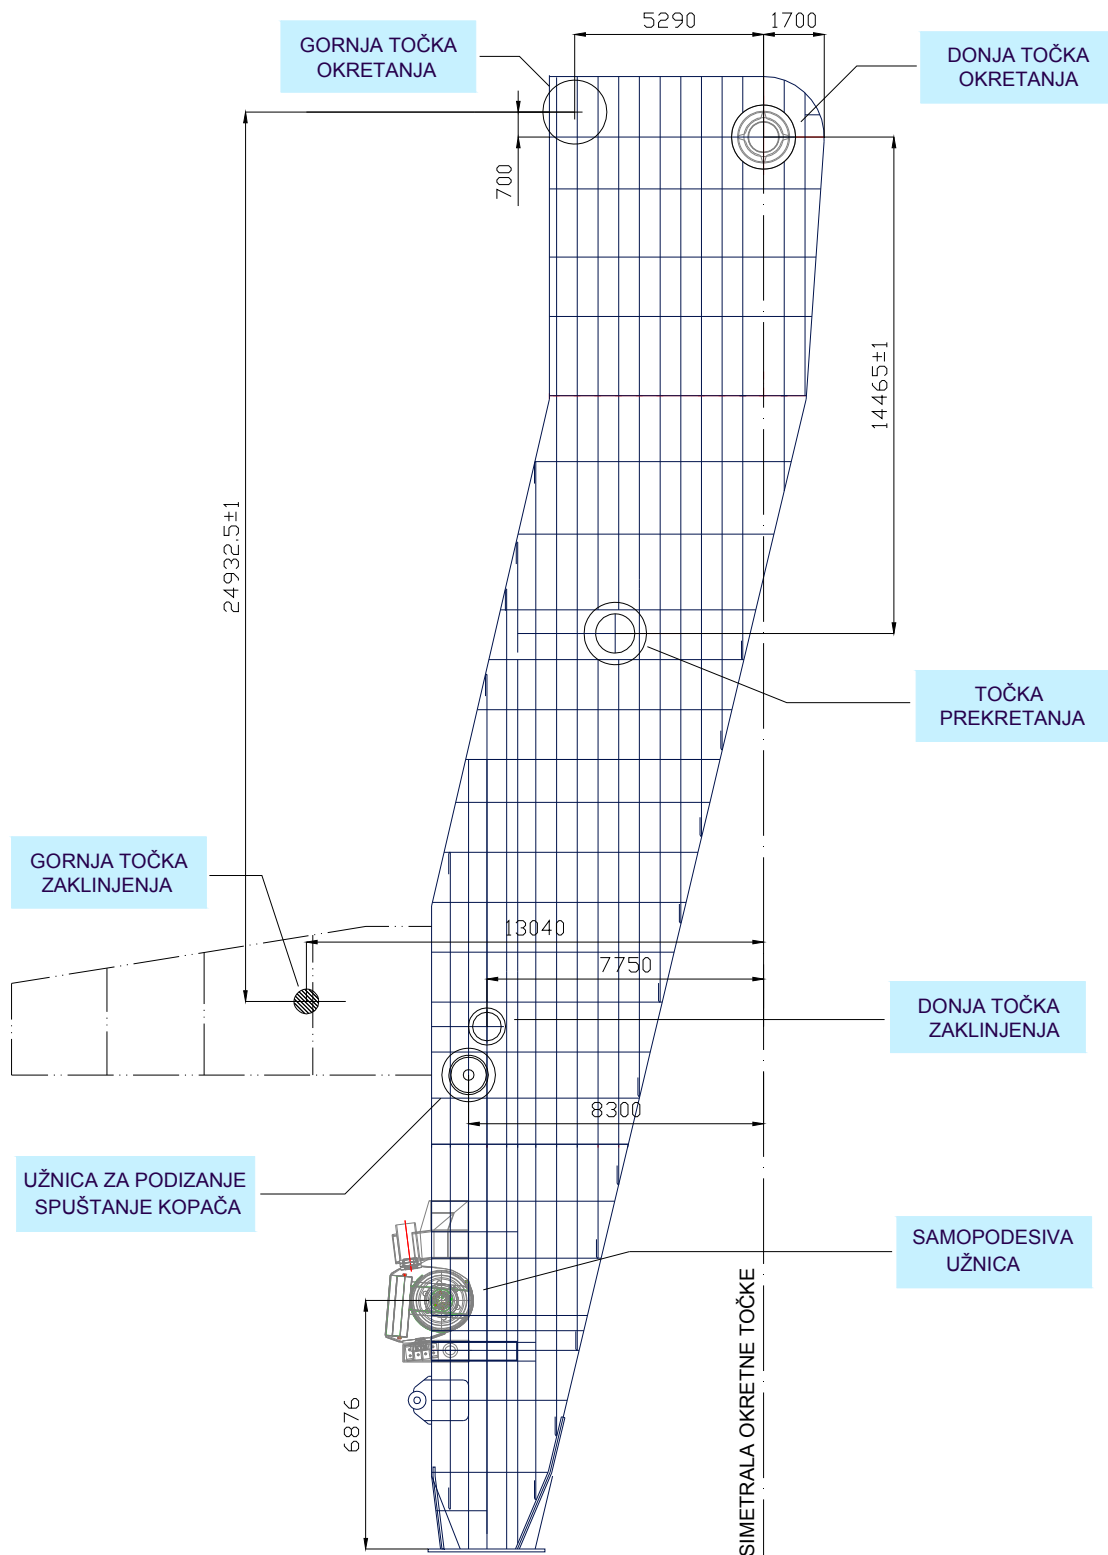 5290
1700
GORNJA TOČKA
OKRETANJA
DONJA TOČKA
OKRETANJA
700
14465±1
24932.5±1
TOČKA
PREKRETANJA
GORNJA TOČKA
ZAKLINJENJA
13040
7750
DONJA TOČKA
ZAKLINJENJA
8300
UŽNICA ZA PODIZANJE
SPUŠTANJE KOPAČA
SAMOPODESIVA
UŽNICA
SIMETRALA OKRETNE TOČKE
6876